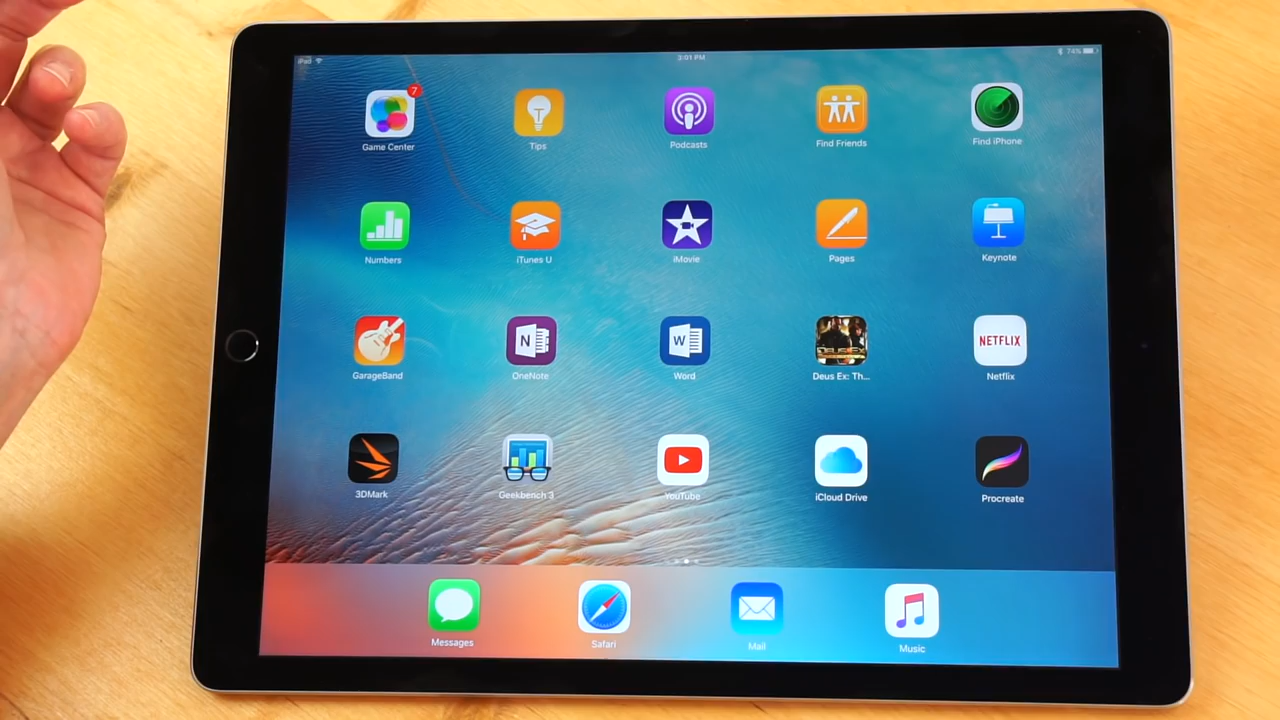 iPad
3:01 PM
74%
7
Game Center
Tips
Podcasts
Find Friends
Find iPhone
Numbers
iTunes U
iMovie
Pages
Keynote
N
W
DEUS EX
NETFLIX
GarageBand
OneNote
Word
Deus Ex: Th...
Netflix
3DMark
Geekbench 3
YouTube
iCloud Drive
Procreate
Messages
Safari
Mail
Music